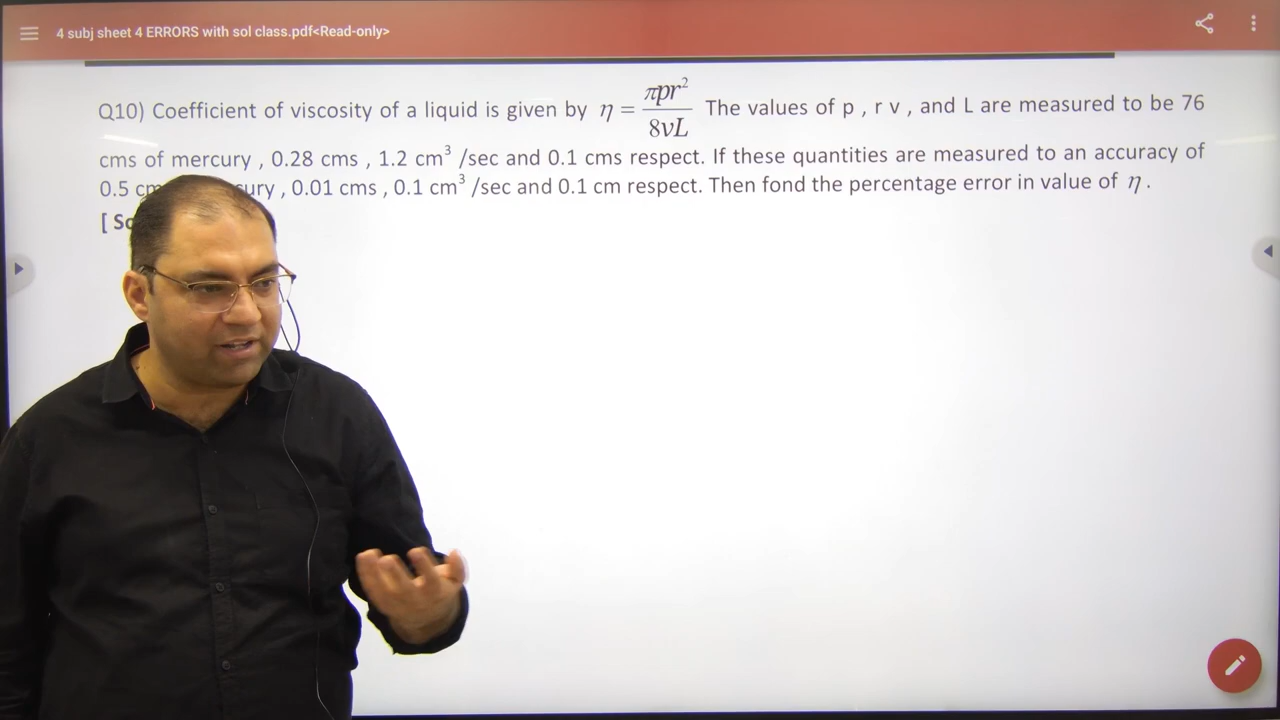 4 subj sheet 4 ERRORS with sol class.pdf<Read-only>
Q10) Coefficient of viscosity of a liquid is given by η = πpr²/8vL The values of p , r v , and L are measured to be 76
cms of mercury , 0.28 cms , 1.2 cm³ /sec and 0.1 cms respect. If these quantities are measured to an accuracy of
0.5 , 0.01 cms , 0.1 cm³ /sec and 0.1 cm respect. Then fond the percentage error in value of η .
[